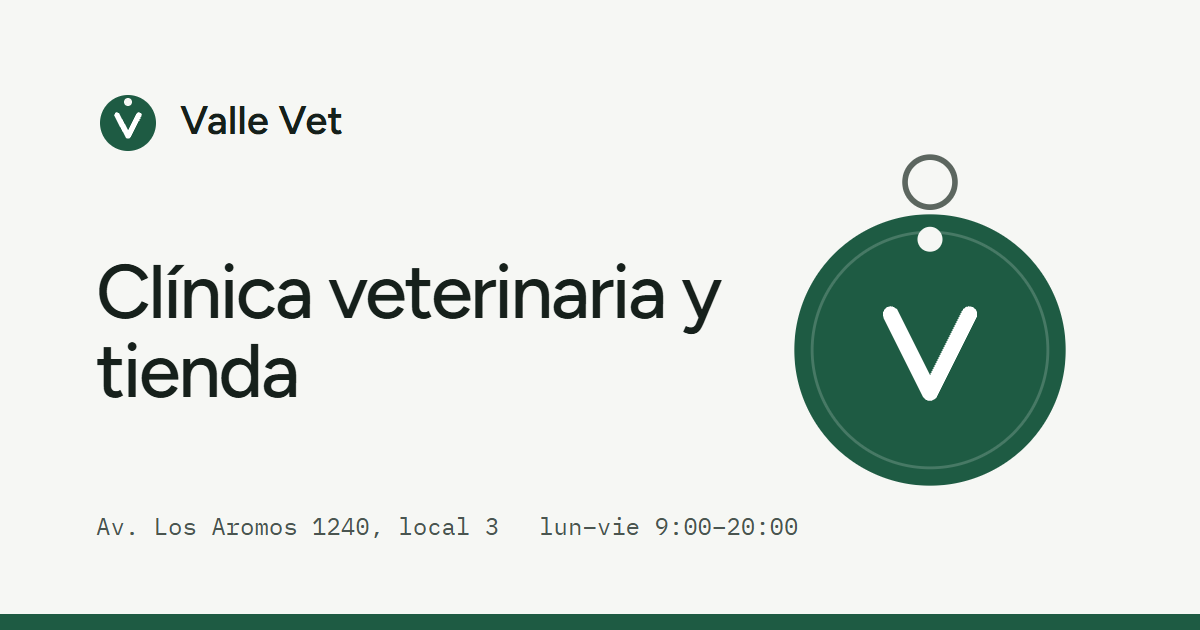 V Valle Vet
Clínica veterinaria y
tienda
V
Av. Los Aromos 1240, local 3 lun–vie 9:00–20:00